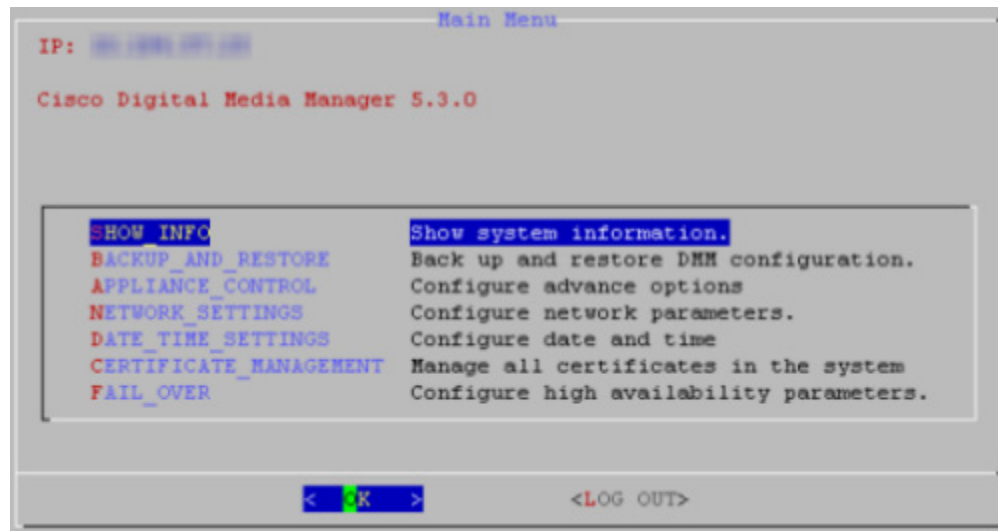 Main Menu
IP:
Cisco Digital Media Manager 5.3.0
SHOW_INFO Show system information.
BACKUP_AND_RESTORE Back up and restore DMM configuration.
APPLIANCE_CONTROL Configure advance options
NETWORK_SETTINGS Configure network parameters.
DATE_TIME_SETTINGS Configure date and time
CERTIFICATE_MANAGEMENT Manage all certificates in the system
FAIL_OVER Configure high availability parameters.
< OK > <LOG OUT>